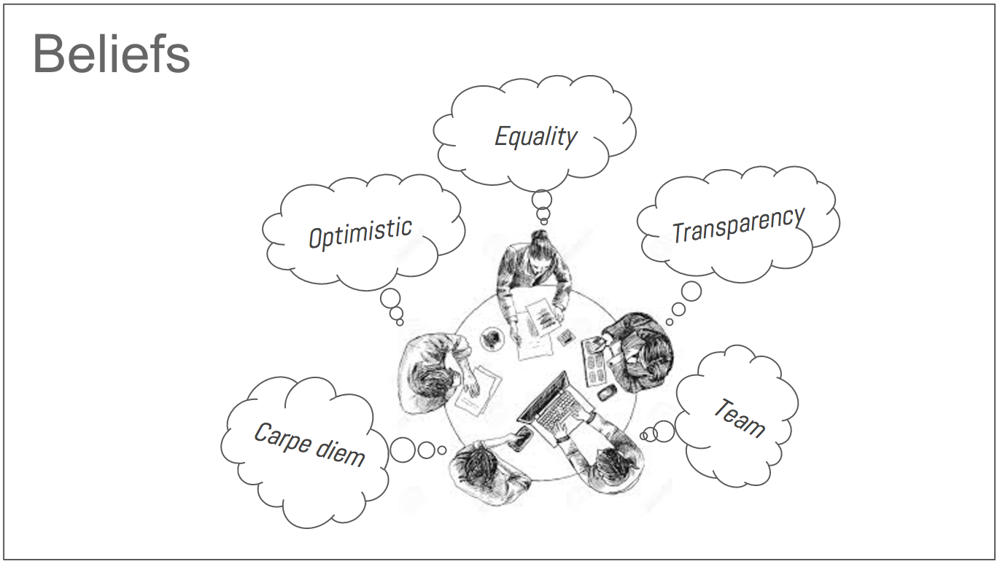 Beliefs
Equality
Optimistic
Transparency
Carpe diem
Team